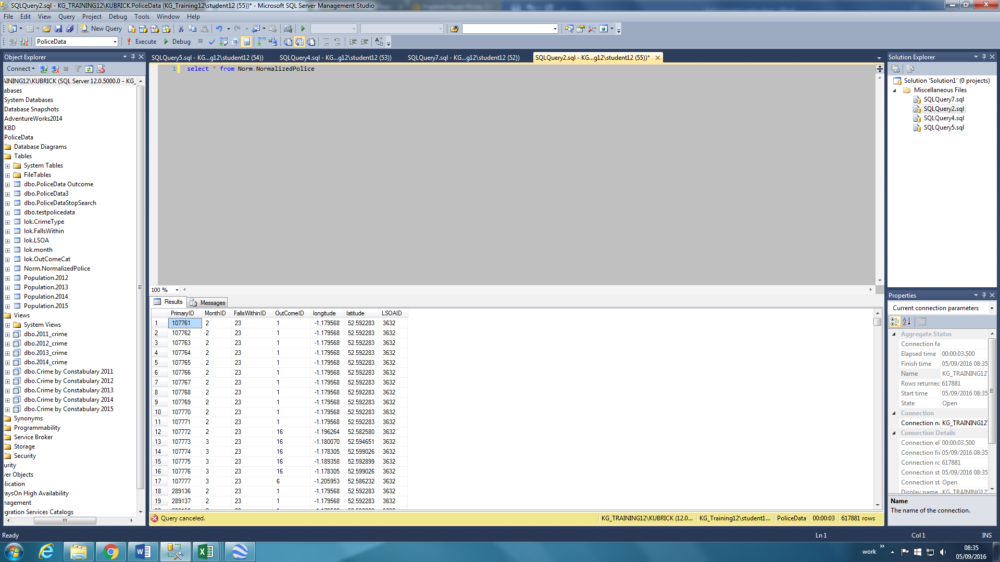 SQLQuery2.sql - KG_TRAINING12\KUBRICK.PoliceData (KG_Training12\student12 (55))* - Microsoft SQL Server Management Studio
File Edit View Query Project Debug Tools Window Help
New Query
PoliceData Execute Debug
Object Explorer
Connect
AINING12\KUBRICK (SQL Server 12.0.5000.0 - KG_
abases
System Databases
Database Snapshots
AdventureWorks2014
KBD
PoliceData
Database Diagrams
Tables
System Tables
FileTables
dbo.PoliceData Outcome
dbo.PoliceData3
dbo.PoliceDataStopSearch
dbo.testpolicedata
lok.CrimeType
lok.FallsWithin
lok.LSOA
lok.month
lok.OutComeCat
Norm.NormalizedPolice
Population.2012
Population.2013
Population.2014
Population.2015
Views
System Views
dbo.2011_crime
dbo.2012_crime
dbo.2013_crime
dbo.2014_crime
dbo.Crime by Constabulary 2011
dbo.Crime by Constabulary 2012
dbo.Crime by Constabulary 2013
dbo.Crime by Constabulary 2014
dbo.Crime by Constabulary 2015
Synonyms
Programmability
Service Broker
Storage
Security
urity
ver Objects
lication
aysOn High Availability
nagement
egration Services Catalogs
SQLQuery5.sql - KG...g12\student12 (54)) SQLQuery4.sql - KG...g12\student12 (53)) SQLQuery7.sql - KG...g12\student12 (52)) SQLQuery2.sql - KG...g12\student12 (55))*
1 select * from Norm.NormalizedPolice
100 %
Results Messages
PrimaryID MonthID FallsWithinID OutComeID longitude latitude LSOAID
1 107761 2 23 1 -1.179568 52.592283 3632
2 107762 2 23 1 -1.179568 52.592283 3632
3 107763 2 23 1 -1.179568 52.592283 3632
4 107764 2 23 1 -1.179568 52.592283 3632
5 107765 2 23 1 -1.179568 52.592283 3632
6 107766 2 23 1 -1.179568 52.592283 3632
7 107767 2 23 1 -1.179568 52.592283 3632
8 107768 2 23 1 -1.179568 52.592283 3632
9 107769 2 23 1 -1.179568 52.592283 3632
10 107770 2 23 1 -1.179568 52.592283 3632
11 107771 2 23 1 -1.179568 52.592283 3632
12 107772 2 23 16 -1.196264 52.582580 3632
13 107773 3 23 16 -1.180070 52.594651 3632
14 107774 3 23 16 -1.178305 52.599026 3632
15 107775 3 23 16 -1.189358 52.592899 3632
16 107776 3 23 16 -1.178305 52.599026 3632
17 107777 3 23 6 -1.205953 52.586232 3632
18 289136 2 23 1 -1.179568 52.592283 3632
19 289137 2 23 1 -1.179568 52.592283 3632
Query canceled. KG_TRAINING12\KUBRICK (12.0... KG_Training12\student1... PoliceData 00:00:03 617881 rows
Solution Explorer
Solution 'Solution1' (0 projects)
Miscellaneous Files
SQLQuery7.sql
SQLQuery2.sql
SQLQuery4.sql
SQLQuery5.sql
Properties
Current connection parameters
Aggregate Status
Connection fa
Elapsed time 00:00:03.500
Finish time 05/09/2016 08:35
Name KG_TRAINING12
Rows returned 617881
Start time 05/09/2016 08:35
State Open
Connection
Connection na KG_TRAINING12
Connection Details
Connection el 00:00:03.500
Connection fi 05/09/2016 08:35
Connection ro 617881
Connection st 05/09/2016 08:35
Connection st Open
Display name KG_TRAINING12
Name
The name of the connection.
Ready Ln 1 Col 1 INS
work 08:35
05/09/2016